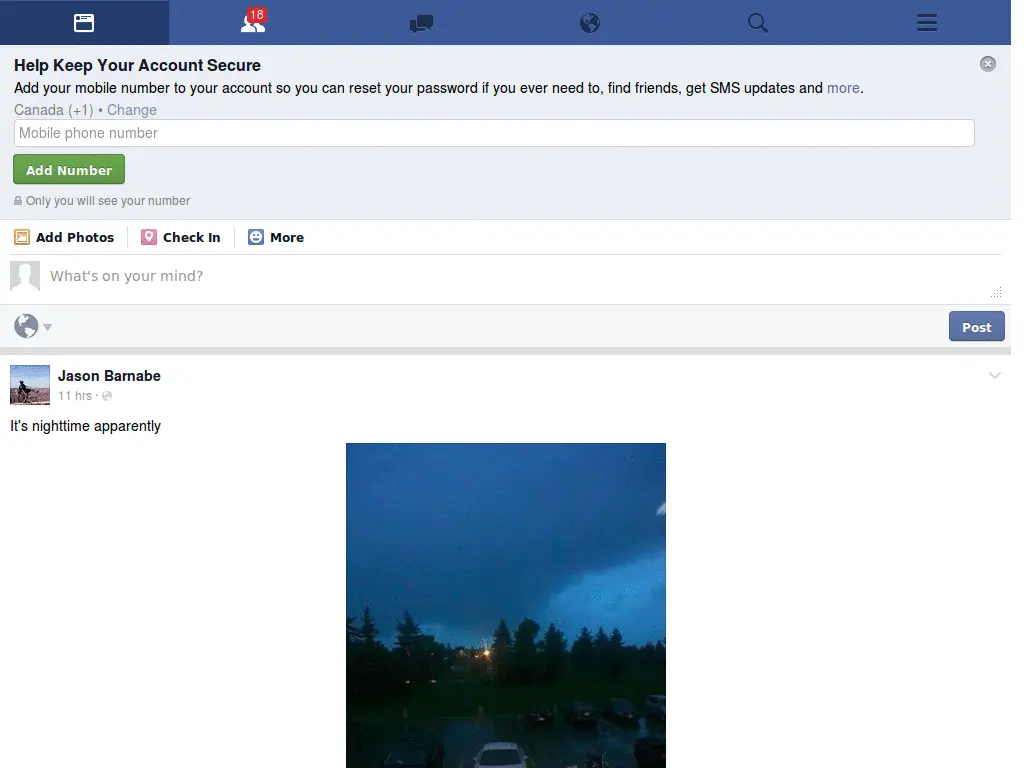 18
Help Keep Your Account Secure
Add your mobile number to your account so you can reset your password if you ever need to, find friends, get SMS updates and more.
Canada (+1) • Change
Mobile phone number
Add Number
Only you will see your number
Add Photos Check In More
What's on your mind?
Post
Jason Barnabe
11 hrs ·
It's nighttime apparently